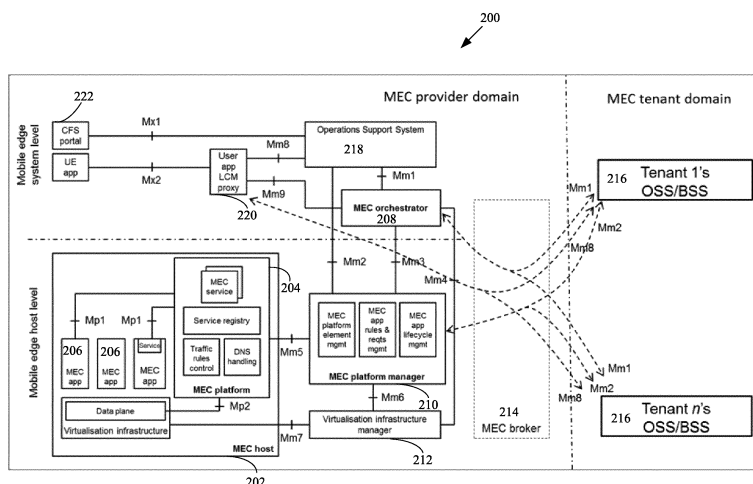 200
MEC provider domain
MEC tenant domain
Mobile edge
system level
222
CFS
portal
Mx1
UE
app
Mx2
User
app
LCM
proxy
220
Mm8
Mm9
Operations Support System
218
Mm1
MEC orchestrator
208
Mm2
Mm3
Mm4
Mm1
Mm2
Mm8
216 Tenant 1's
OSS/BSS
Mobile edge host level
204
MEC
service
Service registry
Traffic
rules
control
DNS
handling
MEC platform
Mp1
Mp1
206
MEC app
206
MEC app
Service
MEC app
Mp2
Data plane
Virtualisation infrastructure
MEC host
202
Mm5
MEC
platform
element
mgmt
MEC
app
rules &
reqts
mgmt
MEC
app
lifecycle
mgmt
MEC platform manager
210
Mm6
Mm7
Virtualisation infrastructure
manager
212
214
MEC broker
Mm1
Mm2
Mm8
216 Tenant n's
OSS/BSS